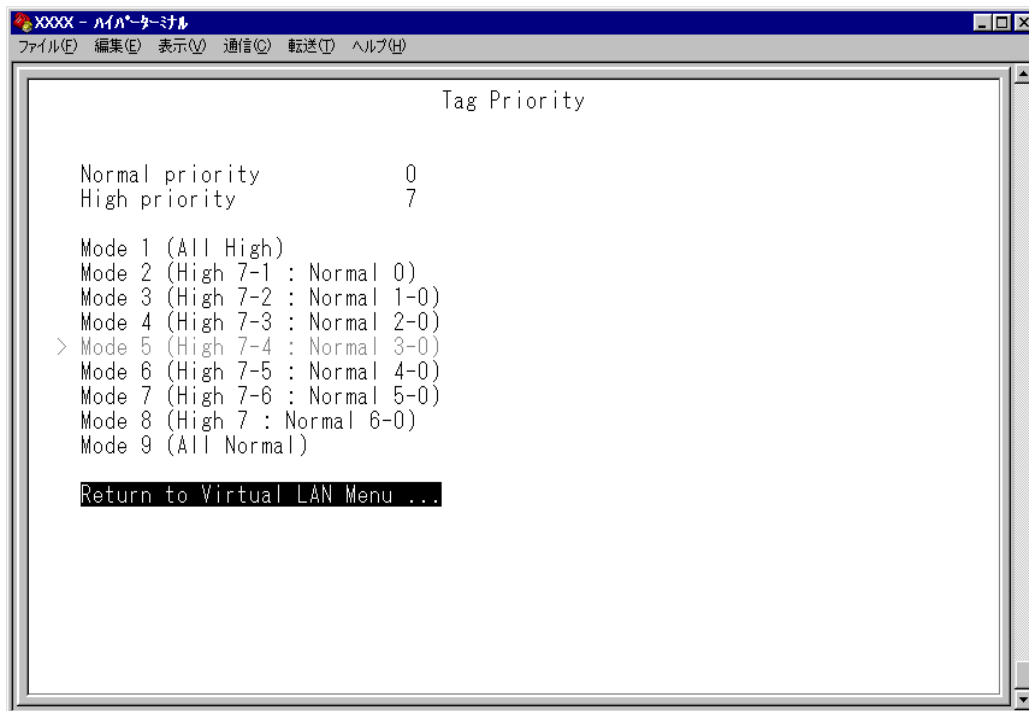 XXXX - ﾊｲﾊﾟｰﾀｰﾐﾅﾙ
ファイル(F) 編集(E) 表示(V) 通信(C) 転送(T) ヘルプ(H)
Tag Priority
Normal priority 0
High priority 7
Mode 1 (All High)
Mode 2 (High 7-1 : Normal 0)
Mode 3 (High 7-2 : Normal 1-0)
Mode 4 (High 7-3 : Normal 2-0)
> Mode 5 (High 7-4 : Normal 3-0)
Mode 6 (High 7-5 : Normal 4-0)
Mode 7 (High 7-6 : Normal 5-0)
Mode 8 (High 7 : Normal 6-0)
Mode 9 (All Normal)
Return to Virtual LAN Menu ...